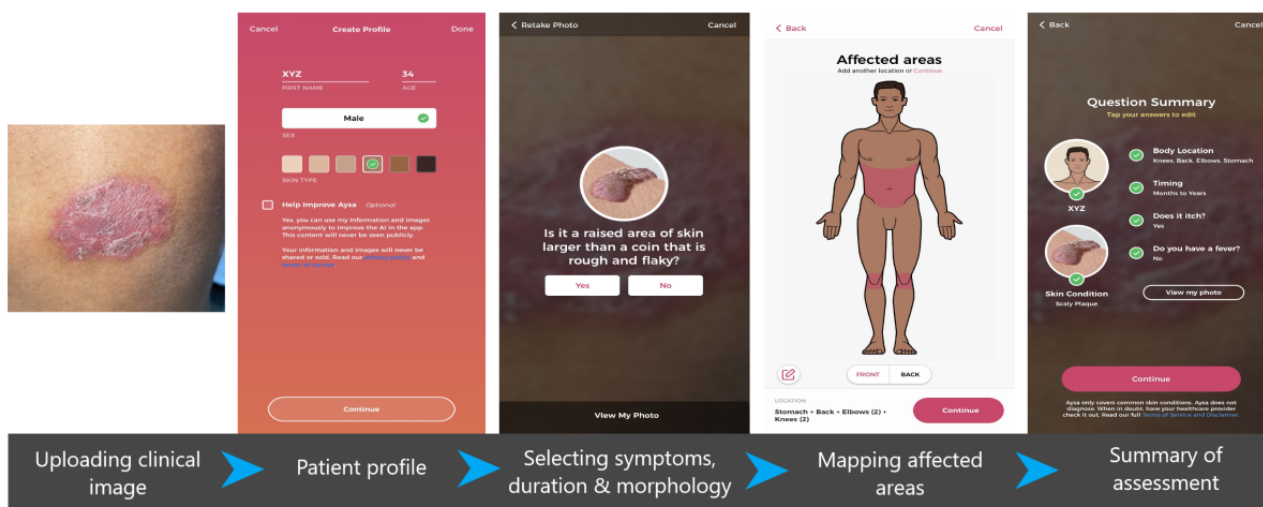 Cancel Create Profile Done
XYZ 34
FIRST NAME AGE
Male
SEX
SKIN TYPE
Help Improve Aysa Optional
Yes, you can use my information and images
anonymously to improve the AI in the app.
This content will never be seen publicly.
Your information and images will never be
shared or sold. Read our privacy policy and
terms of service.
Continue
Retake Photo Cancel
Is it a raised area of skin
larger than a coin that is
rough and flaky?
Yes No
View My Photo
Back Cancel
Affected areas
Add another location or Continue
FRONT BACK
LOCATION
Stomach + Back + Elbows (2) +
Knees (2)
Continue
Back Cancel
Question Summary
Tap your answers to edit
XYZ
Skin Condition
Scaly Plaque
Body Location
Knees, Back, Elbows, Stomach
Timing
Months to Years
Does it itch?
Yes
Do you have a fever?
No
View my photo
Continue
Aysa only covers common skin conditions. Aysa does not
diagnose. When in doubt, have your healthcare provider
check it out. Read our full Terms of Service and Disclaimer.
Uploading clinical
image
Patient profile
Selecting symptoms,
duration & morphology
Mapping affected
areas
Summary of
assessment